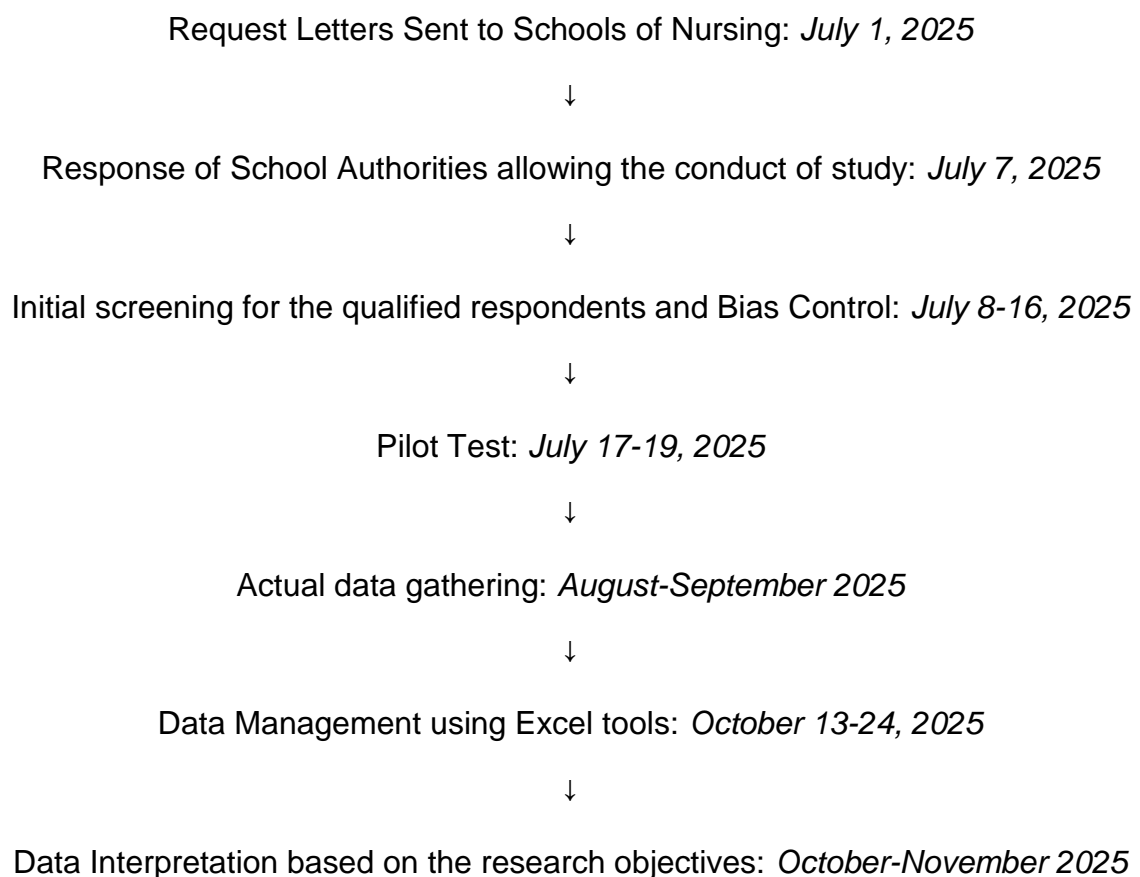 Request Letters Sent to Schools of Nursing: July 1, 2025
↓
Response of School Authorities allowing the conduct of study: July 7, 2025
↓
Initial screening for the qualified respondents and Bias Control: July 8-16, 2025
↓
Pilot Test: July 17-19, 2025
↓
Actual data gathering: August-September 2025
↓
Data Management using Excel tools: October 13-24, 2025
↓
Data Interpretation based on the research objectives: October-November 2025